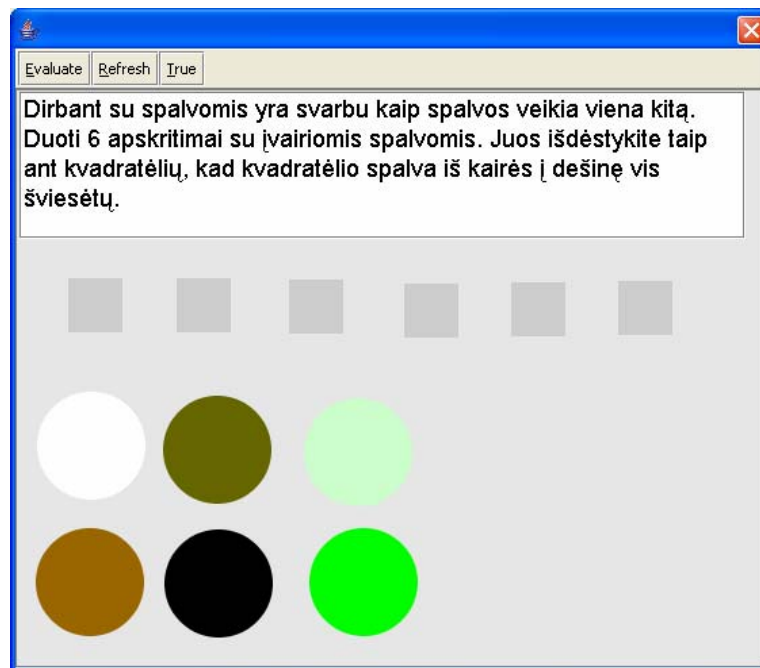 Evaluate Refresh True
Dirbant su spalvomis yra svarbu kaip spalvos veikia viena kitą.
Duoti 6 apskritimai su įvairiomis spalvomis. Juos išdėstykite taip
ant kvadratėlių, kad kvadratėlio spalva iš kairės į dešinę vis
šviesėtų.